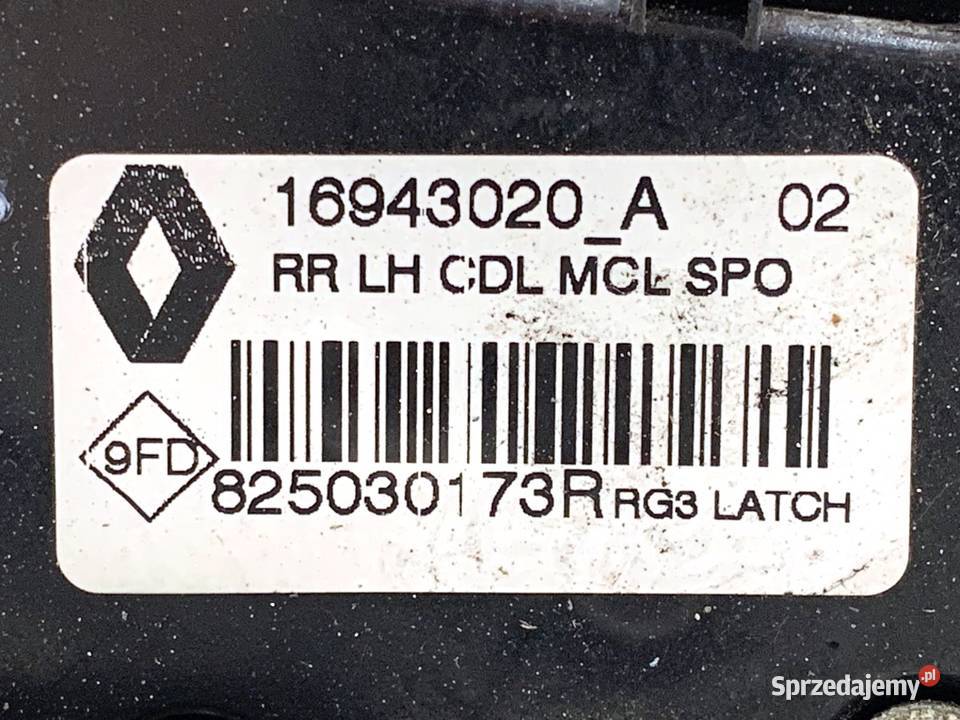 16943020_A 02
RR LH CDL MCL SPO
9FD
825030173R RG3 LATCH
Sprzedajemy.pl